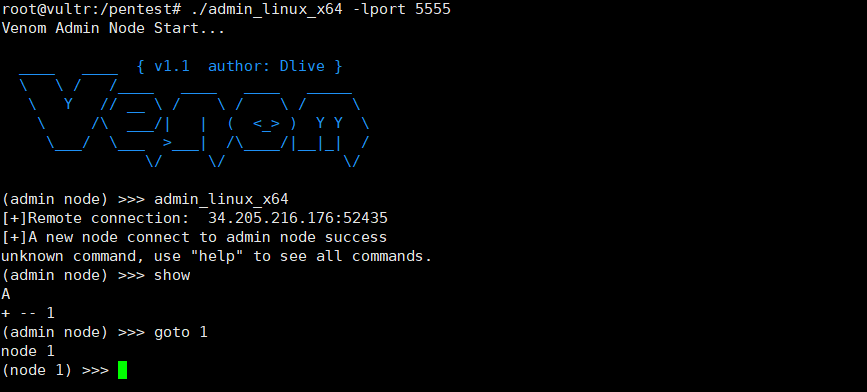 root@vultr:/pentest# ./admin_linux_x64 -lport 5555
Venom Admin Node Start...
{ v1.1  author: Dlive }
Venom
(admin node) >>> admin_linux_x64
[+]Remote connection:  34.205.216.176:52435
[+]A new node connect to admin node success
unknown command, use "help" to see all commands.
(admin node) >>> show
A
+ -- 1
(admin node) >>> goto 1
node 1
(node 1) >>>